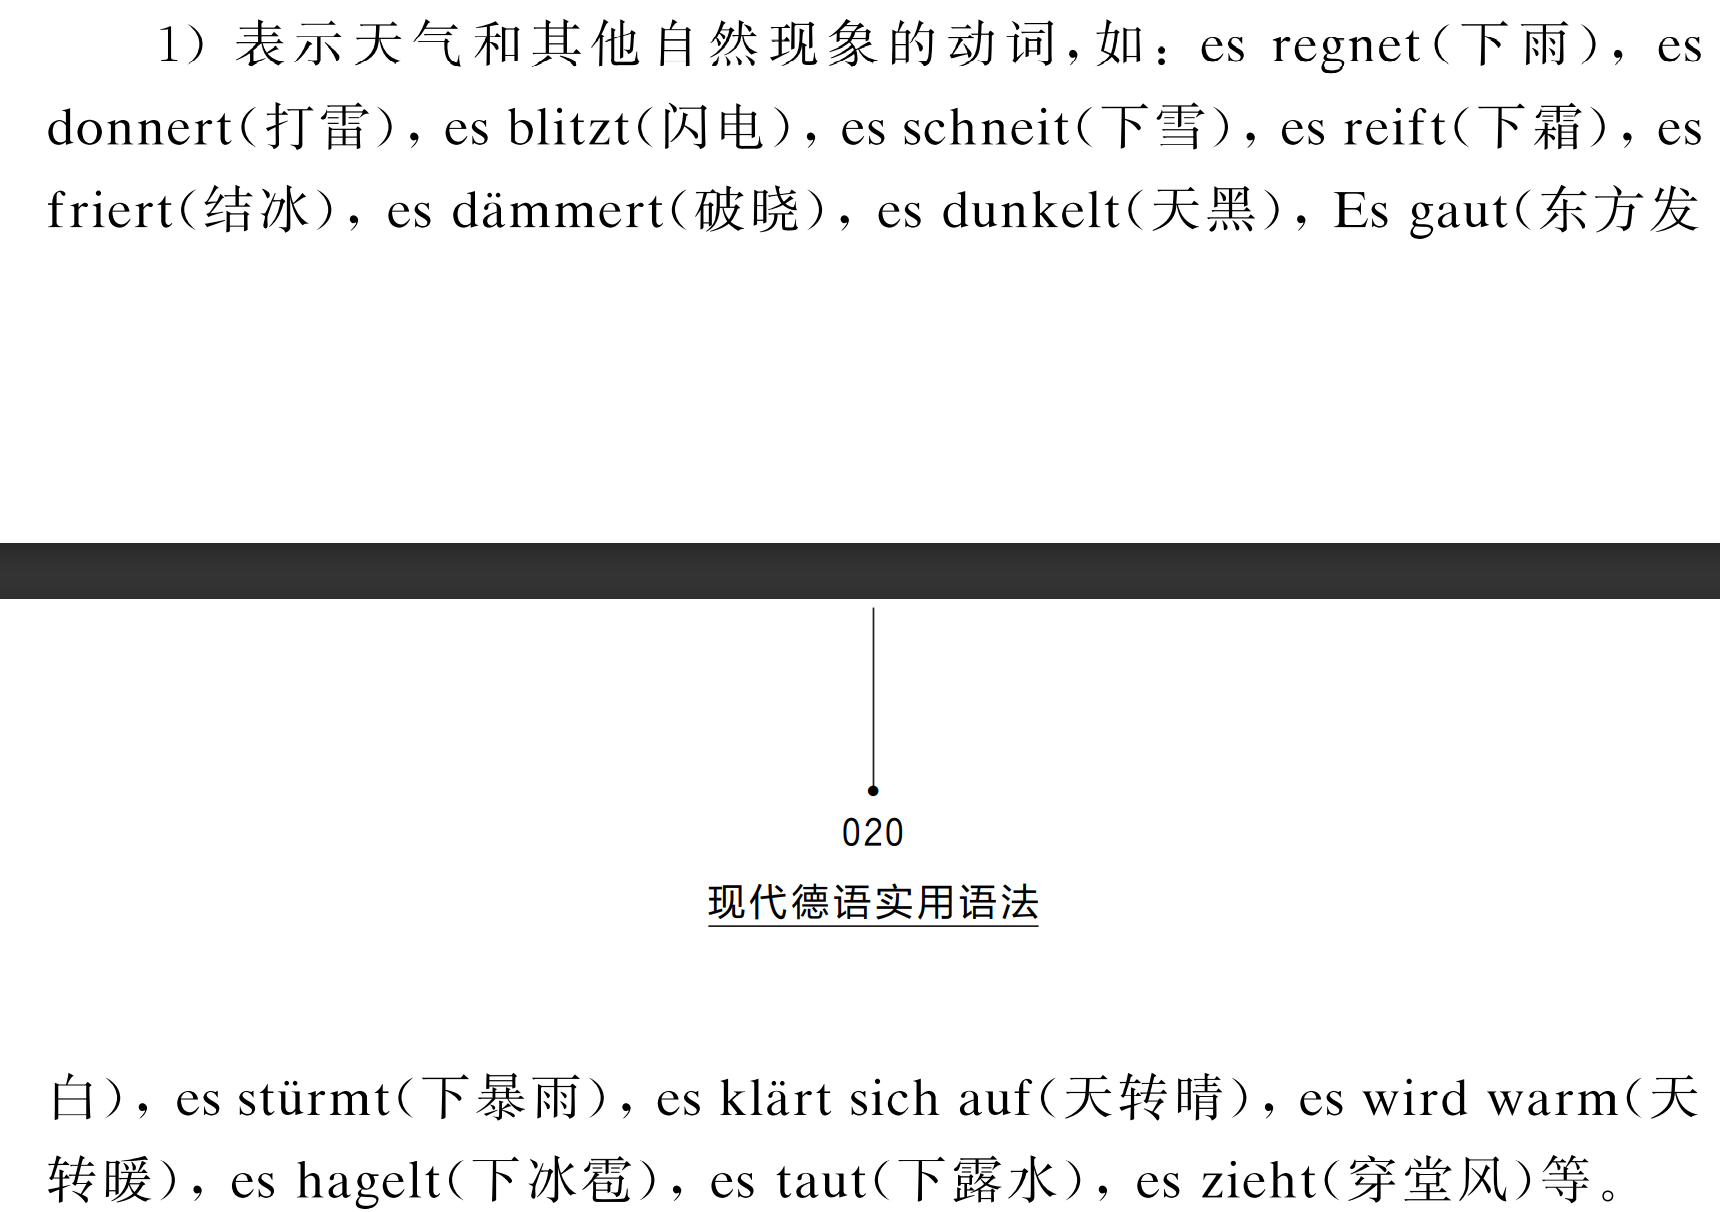 1) 表示天气和其他自然现象的动词,如：es regnet(下雨)，es
donnert(打雷)，es blitzt(闪电)，es schneit(下雪)，es reift(下霜)，es
friert(结冰)，es dämmert(破晓)，es dunkelt(天黑)，Es gaut(东方发
020
现代德语实用语法
白)，es stürmt(下暴雨)，es klärt sich auf(天转晴)，es wird warm(天
转暖)，es hagelt(下冰雹)，es taut(下露水)，es zieht(穿堂风)等。